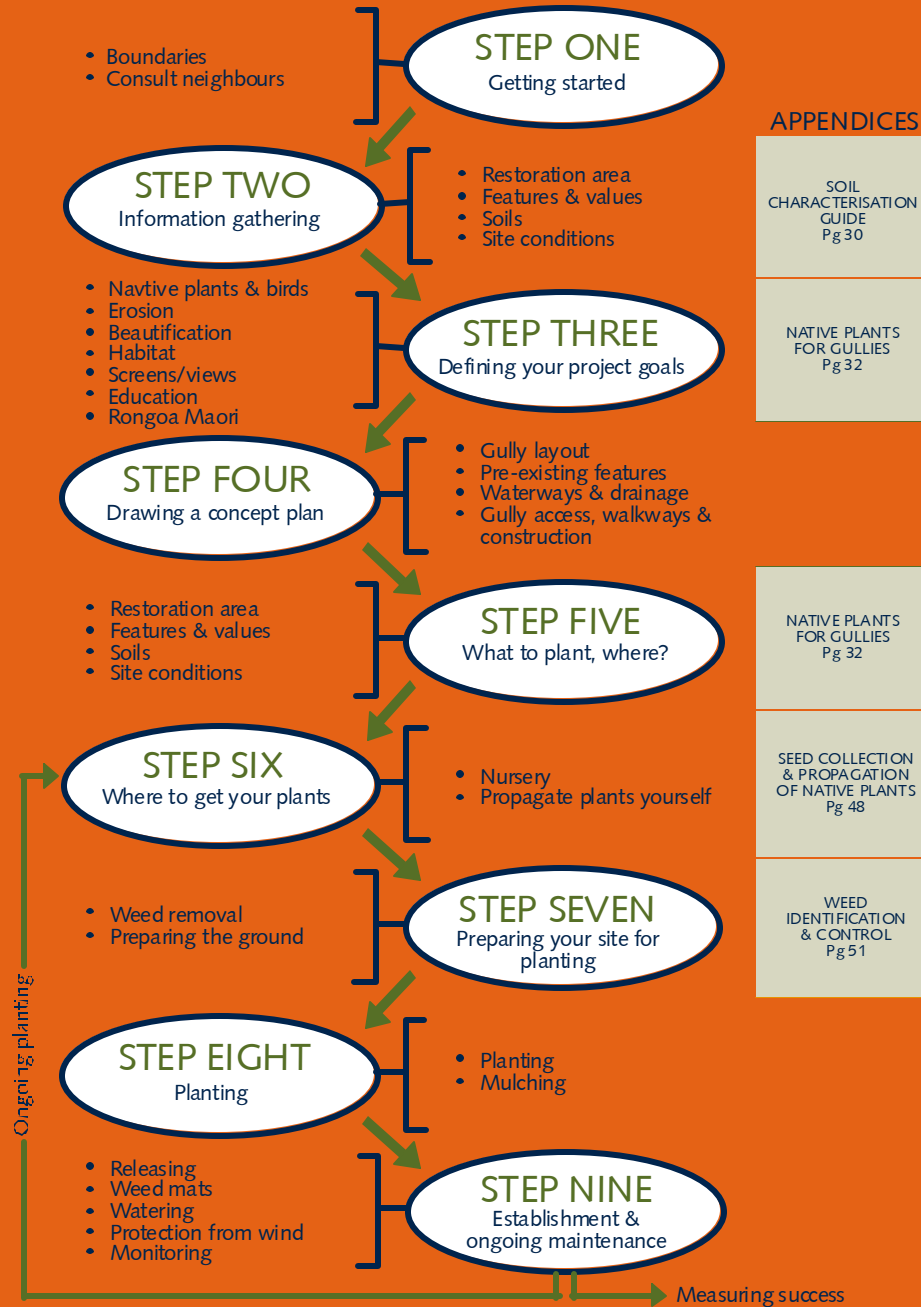 • Boundaries
• Consult neighbours
STEP ONE
Getting started
APPENDICES
STEP TWO
Information gathering
• Restoration area
• Features & values
• Soils
• Site conditions
SOIL
CHARACTERISATION
GUIDE
Pg 30
• Navtive plants & birds
• Erosion
• Beautification
• Habitat
• Screens/views
• Education
• Rongoa Maori
STEP THREE
Defining your project goals
NATIVE PLANTS
FOR GULLIES
Pg 32
STEP FOUR
Drawing a concept plan
• Gully layout
• Pre-existing features
• Waterways & drainage
• Gully access, walkways &
construction
• Restoration area
• Features & values
• Soils
• Site conditions
STEP FIVE
What to plant, where?
NATIVE PLANTS
FOR GULLIES
Pg 32
STEP SIX
Where to get your plants
• Nursery
• Propagate plants yourself
SEED COLLECTION
& PROPAGATION
OF NATIVE PLANTS
Pg 48
• Weed removal
• Preparing the ground
STEP SEVEN
Preparing your site for
planting
WEED
IDENTIFICATION
& CONTROL
Pg 51
Ongoing planting
STEP EIGHT
Planting
• Planting
• Mulching
• Releasing
• Weed mats
• Watering
• Protection from wind
• Monitoring
STEP NINE
Establishment &
ongoing maintenance
Measuring success